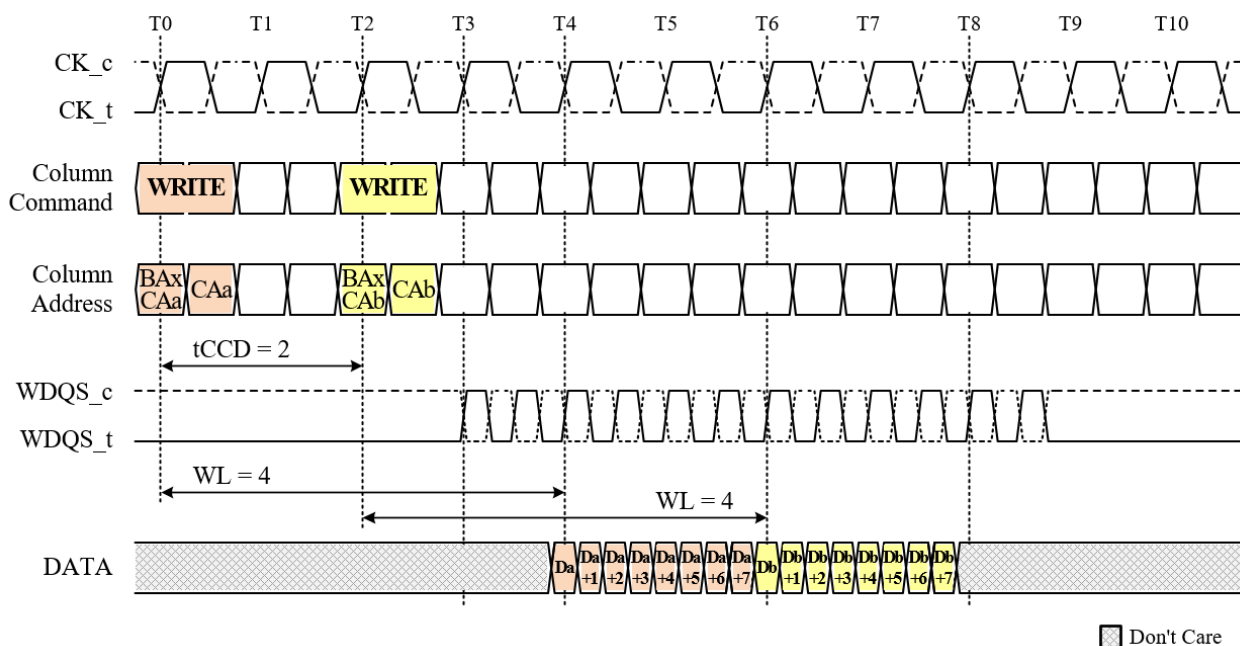 T0 T1 T2 T3 T4 T5 T6 T7 T8 T9 T10
CK_c
CK_t
Column
Command
WRITE WRITE
Column
Address
BAx
CAa
CAa
BAx
CAb
CAb
tCCD = 2
WDQS_c
WDQS_t
WL = 4
WL = 4
DATA
Da
Da
+1
Da
+2
Da
+3
Da
+4
Da
+5
Da
+6
Da
+7
Db
Db
+1
Db
+2
Db
+3
Db
+4
Db
+5
Db
+6
Db
+7
Don't Care